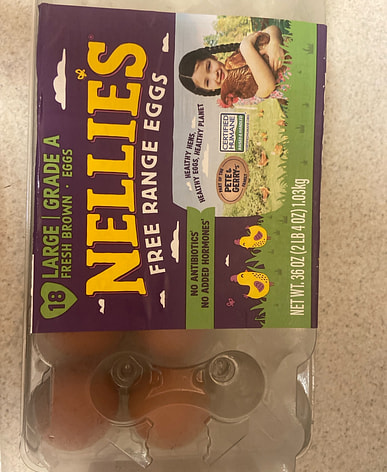 18
LARGE | GRADE A
FRESH BROWN · EGGS
NELLIE'S
FREE RANGE EGGS
HEALTHY HENS,
HEALTHY EGGS, HEALTHY PLANET
CERTIFIED
HUMANE
PART OF THE
PETE &
GERRY'S
NO ANTIBIOTICS
NO ADDED HORMONES
NET WT. 36 OZ (2 LB 4 OZ) 1.03kg